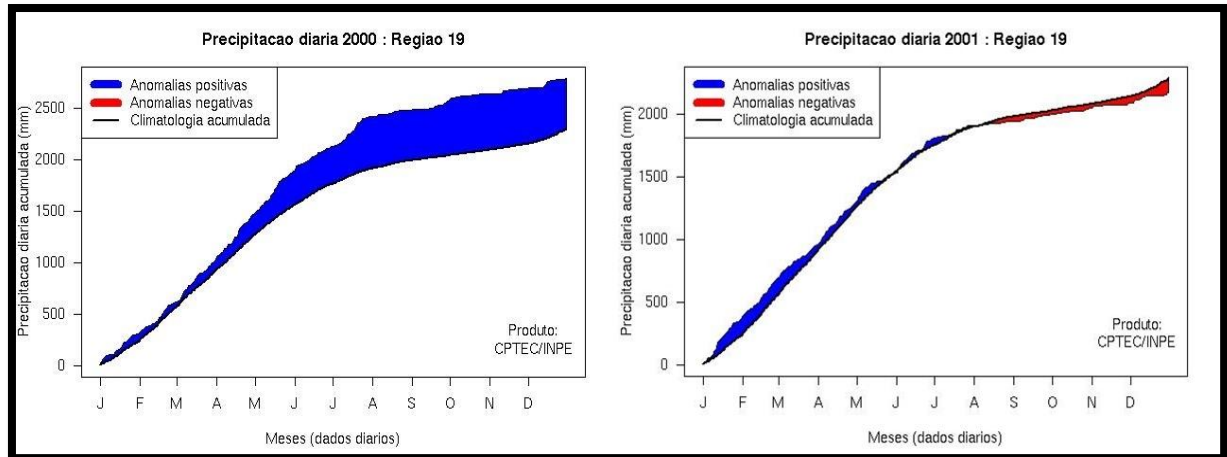 Precipitacao diaria 2000 : Regiao 19
Anomalias positivas
Anomalias negativas
Climatologia acumulada
Precipitacao diaria acumulada (mm)
2500
2000
1500
1000
500
0
Produto:
CPTEC/INPE
J F M A M J J A S O N D
Meses (dados diarios)
Precipitacao diaria 2001 : Regiao 19
Anomalias positivas
Anomalias negativas
Climatologia acumulada
Precipitacao diaria acumulada (mm)
2000
1500
1000
500
0
Produto:
CPTEC/INPE
J F M A M J J A S O N D
Meses (dados diarios)